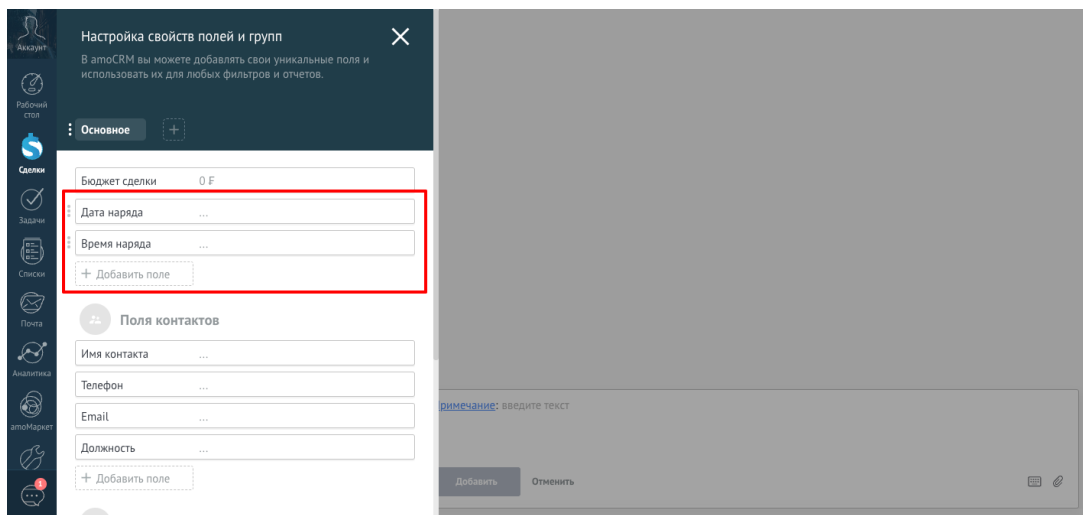 Аккаунт
Рабочий
стол
Сделки
Задачи
Списки
Почта
Аналитика
amoМаркет
1
Настройка свойств полей и групп
В amoCRM вы можете добавлять свои уникальные поля и
использовать их для любых фильтров и отчетов.
Основное
Бюджет сделки 0 ₣
Дата наряда ...
Время наряда ...
+ Добавить поле
Поля контактов
Имя контакта ...
Телефон ...
Email ...
Должность ...
+ Добавить поле
римечание: введите текст
Добавить Отменить